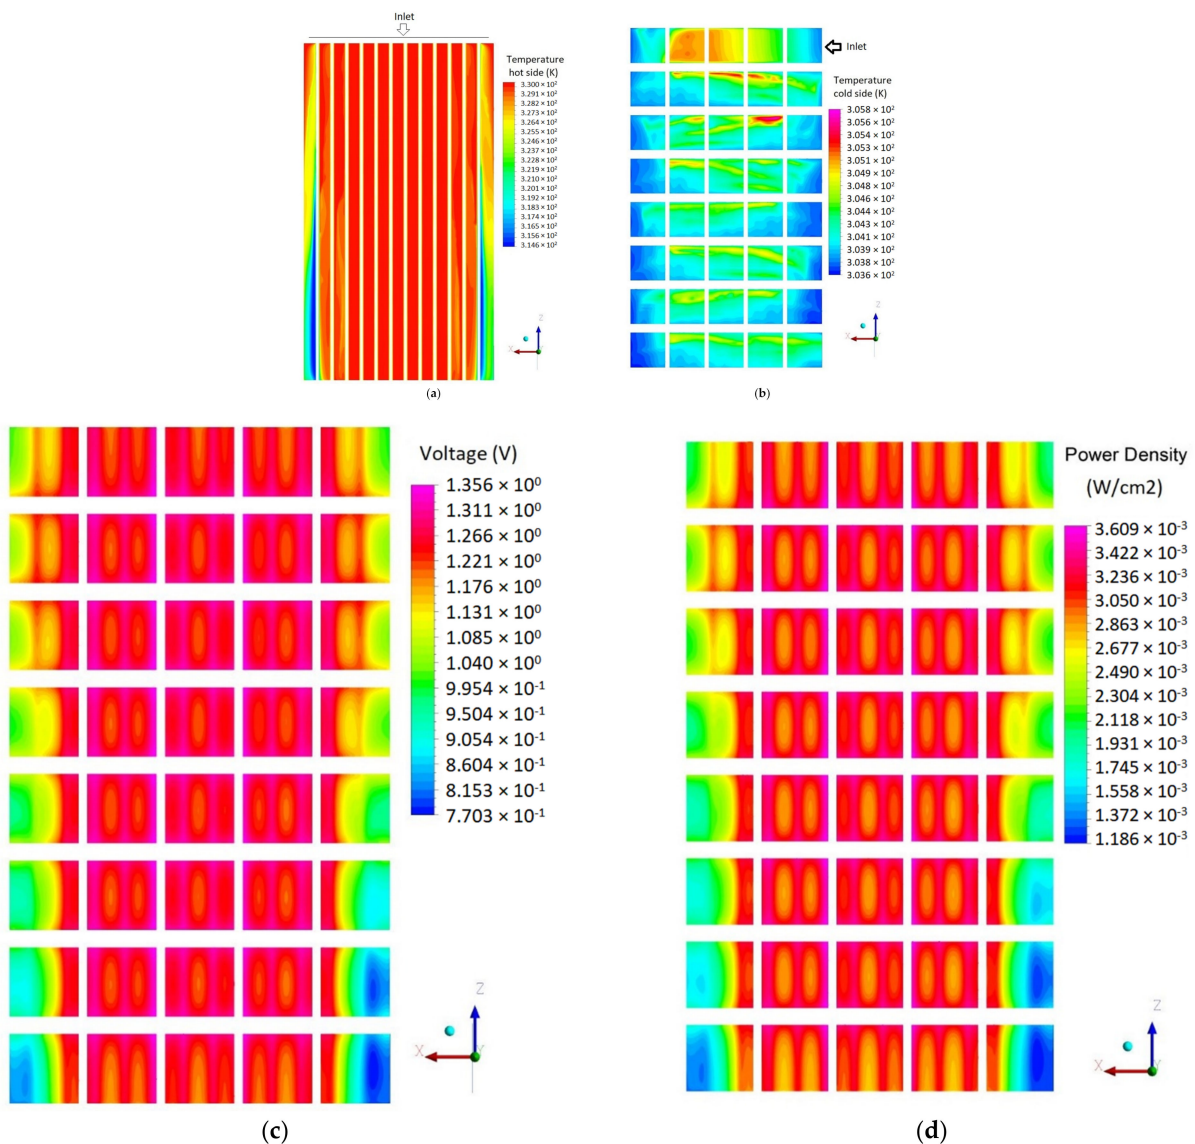 Inlet
Temperature
hot side (K)
3.300 × 10²
3.291 × 10²
3.282 × 10²
3.273 × 10²
3.264 × 10²
3.255 × 10²
3.246 × 10²
3.237 × 10²
3.228 × 10²
3.219 × 10²
3.210 × 10²
3.201 × 10²
3.192 × 10²
3.183 × 10²
3.174 × 10²
3.165 × 10²
3.156 × 10²
3.146 × 10²
Z
X
(a)
Inlet
Temperature
cold side (K)
3.058 × 10²
3.056 × 10²
3.054 × 10²
3.053 × 10²
3.051 × 10²
3.049 × 10²
3.048 × 10²
3.046 × 10²
3.044 × 10²
3.043 × 10²
3.041 × 10²
3.039 × 10²
3.038 × 10²
3.036 × 10²
Z
X
(b)
Voltage (V)
1.356 × 10⁰
1.311 × 10⁰
1.266 × 10⁰
1.221 × 10⁰
1.176 × 10⁰
1.131 × 10⁰
1.085 × 10⁰
1.040 × 10⁰
9.954 × 10⁻¹
9.504 × 10⁻¹
9.054 × 10⁻¹
8.604 × 10⁻¹
8.153 × 10⁻¹
7.703 × 10⁻¹
Z
X Y
(c)
Power Density
(W/cm2)
3.609 × 10⁻³
3.422 × 10⁻³
3.236 × 10⁻³
3.050 × 10⁻³
2.863 × 10⁻³
2.677 × 10⁻³
2.490 × 10⁻³
2.304 × 10⁻³
2.118 × 10⁻³
1.931 × 10⁻³
1.745 × 10⁻³
1.558 × 10⁻³
1.372 × 10⁻³
1.186 × 10⁻³
Z
X Y
(d)